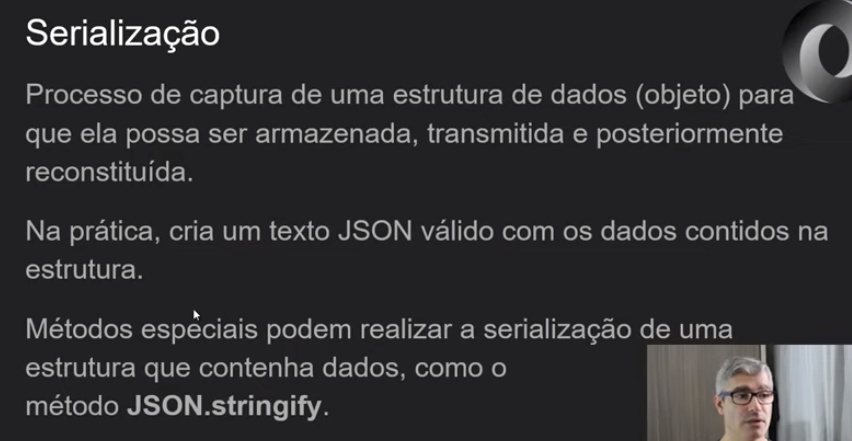 Serialização
Processo de captura de uma estrutura de dados (objeto) para
que ela possa ser armazenada, transmitida e posteriormente
reconstituída.
Na prática, cria um texto JSON válido com os dados contidos na
estrutura.
Métodos especiais podem realizar a serialização de uma
estrutura que contenha dados, como o
método JSON.stringify.